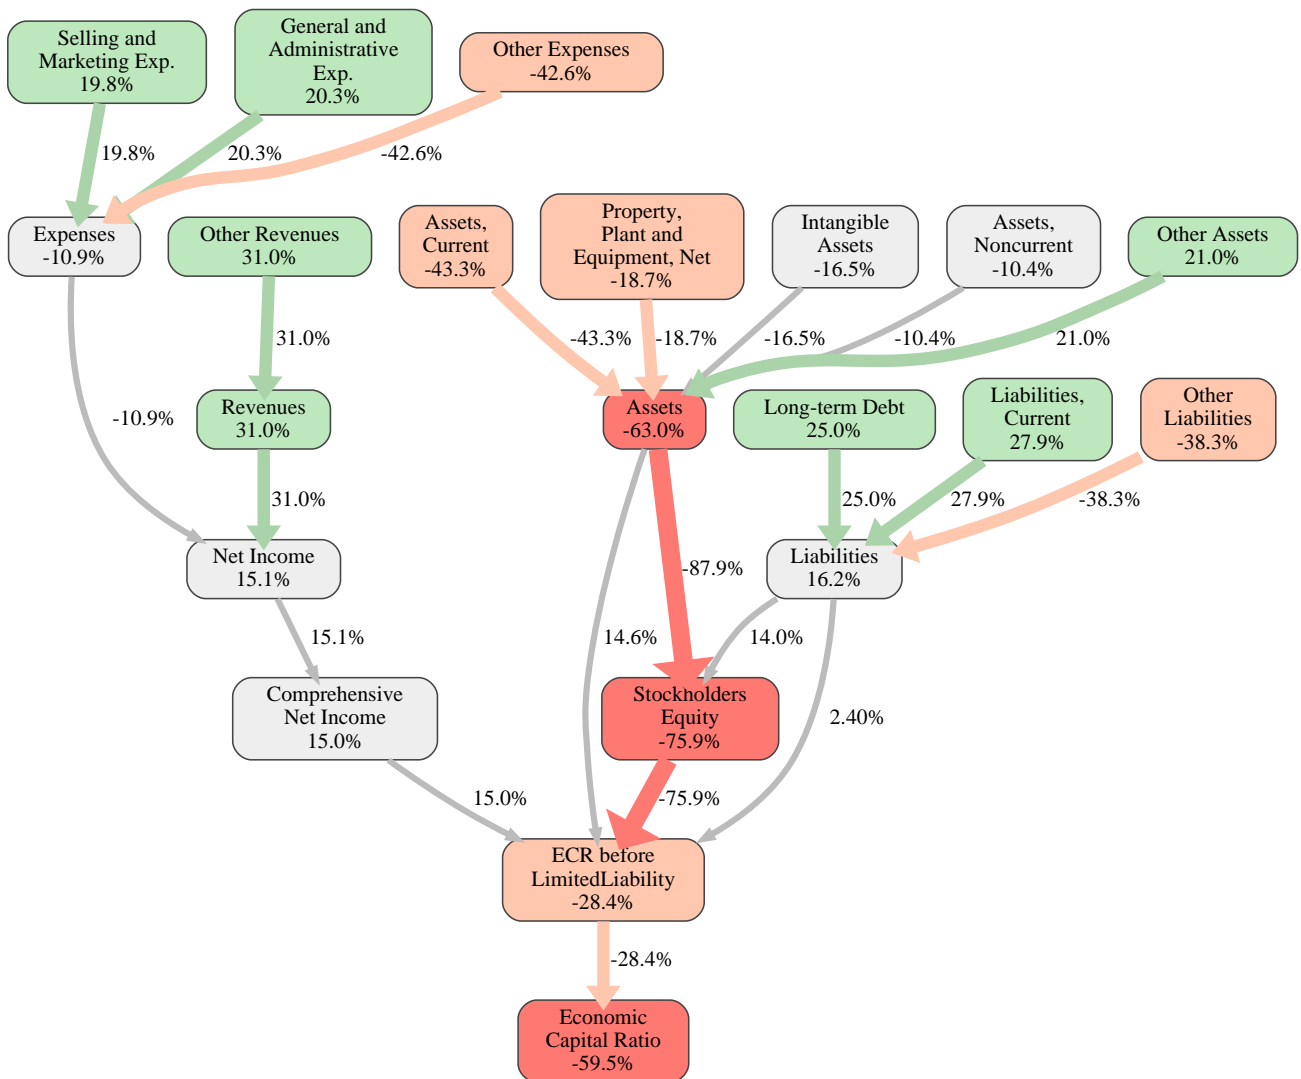 Selling and
Marketing Exp.
19.8%
General and
Administrative
Exp.
20.3%
Other Expenses
-42.6%
19.8%
20.3%
-42.6%
Expenses
-10.9%
Other Revenues
31.0%
Assets,
Current
-43.3%
Property,
Plant and
Equipment, Net
-18.7%
Intangible
Assets
-16.5%
Assets,
Noncurrent
-10.4%
Other Assets
21.0%
31.0%
-43.3%
-18.7%
-16.5%
-10.4%
21.0%
-10.9%
Revenues
31.0%
Assets
-63.0%
Long-term Debt
25.0%
Liabilities,
Current
27.9%
Other
Liabilities
-38.3%
31.0%
25.0%
27.9%
-38.3%
Net Income
15.1%
-87.9%
Liabilities
16.2%
15.1%
14.6%
14.0%
2.40%
Comprehensive
Net Income
15.0%
Stockholders
Equity
-75.9%
15.0%
-75.9%
ECR before
LimitedLiability
-28.4%
-28.4%
Economic
Capital Ratio
-59.5%